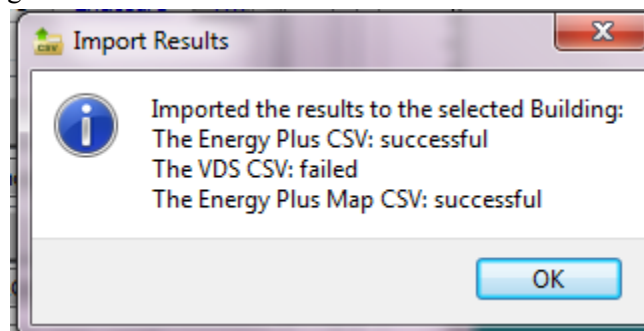 Import Results
Imported the results to the selected Building:
The Energy Plus CSV: successful
The VDS CSV: failed
The Energy Plus Map CSV: successful
OK